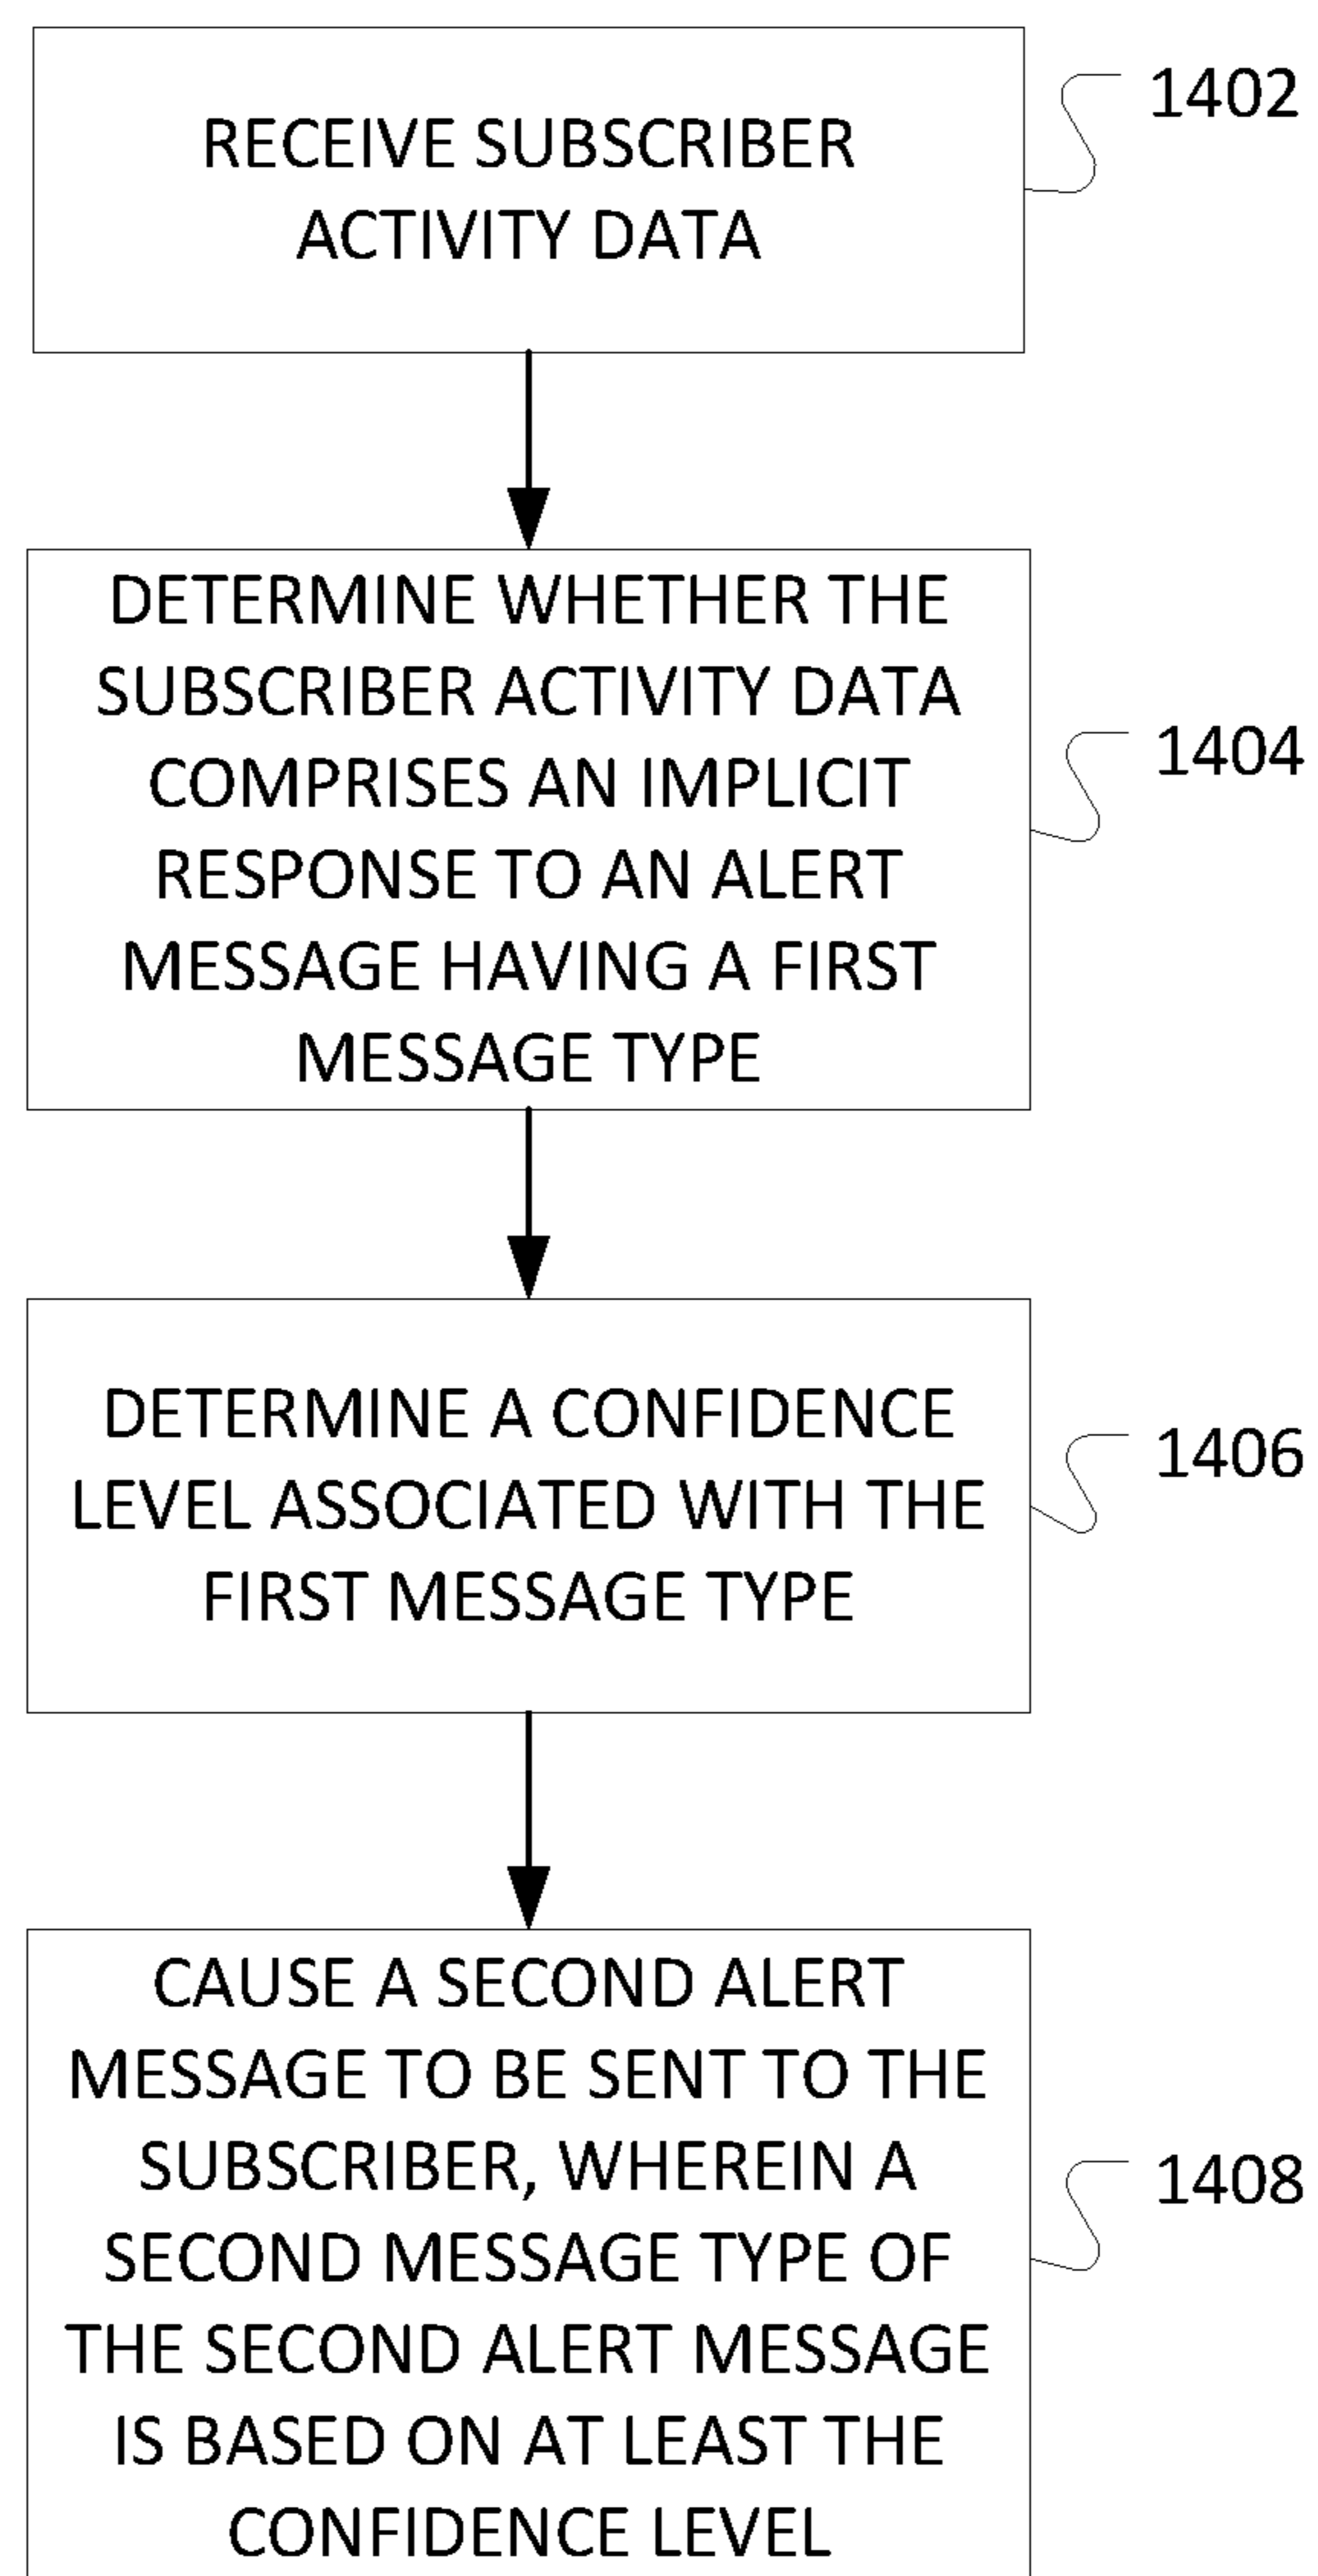 RECEIVE SUBSCRIBER
ACTIVITY DATA
1402
DETERMINE WHETHER THE
SUBSCRIBER ACTIVITY DATA
COMPRISES AN IMPLICIT
RESPONSE TO AN ALERT
MESSAGE HAVING A FIRST
MESSAGE TYPE
1404
DETERMINE A CONFIDENCE
LEVEL ASSOCIATED WITH THE
FIRST MESSAGE TYPE
1406
CAUSE A SECOND ALERT
MESSAGE TO BE SENT TO THE
SUBSCRIBER, WHEREIN A
SECOND MESSAGE TYPE OF
THE SECOND ALERT MESSAGE
IS BASED ON AT LEAST THE
CONFIDENCE LEVEL
1408